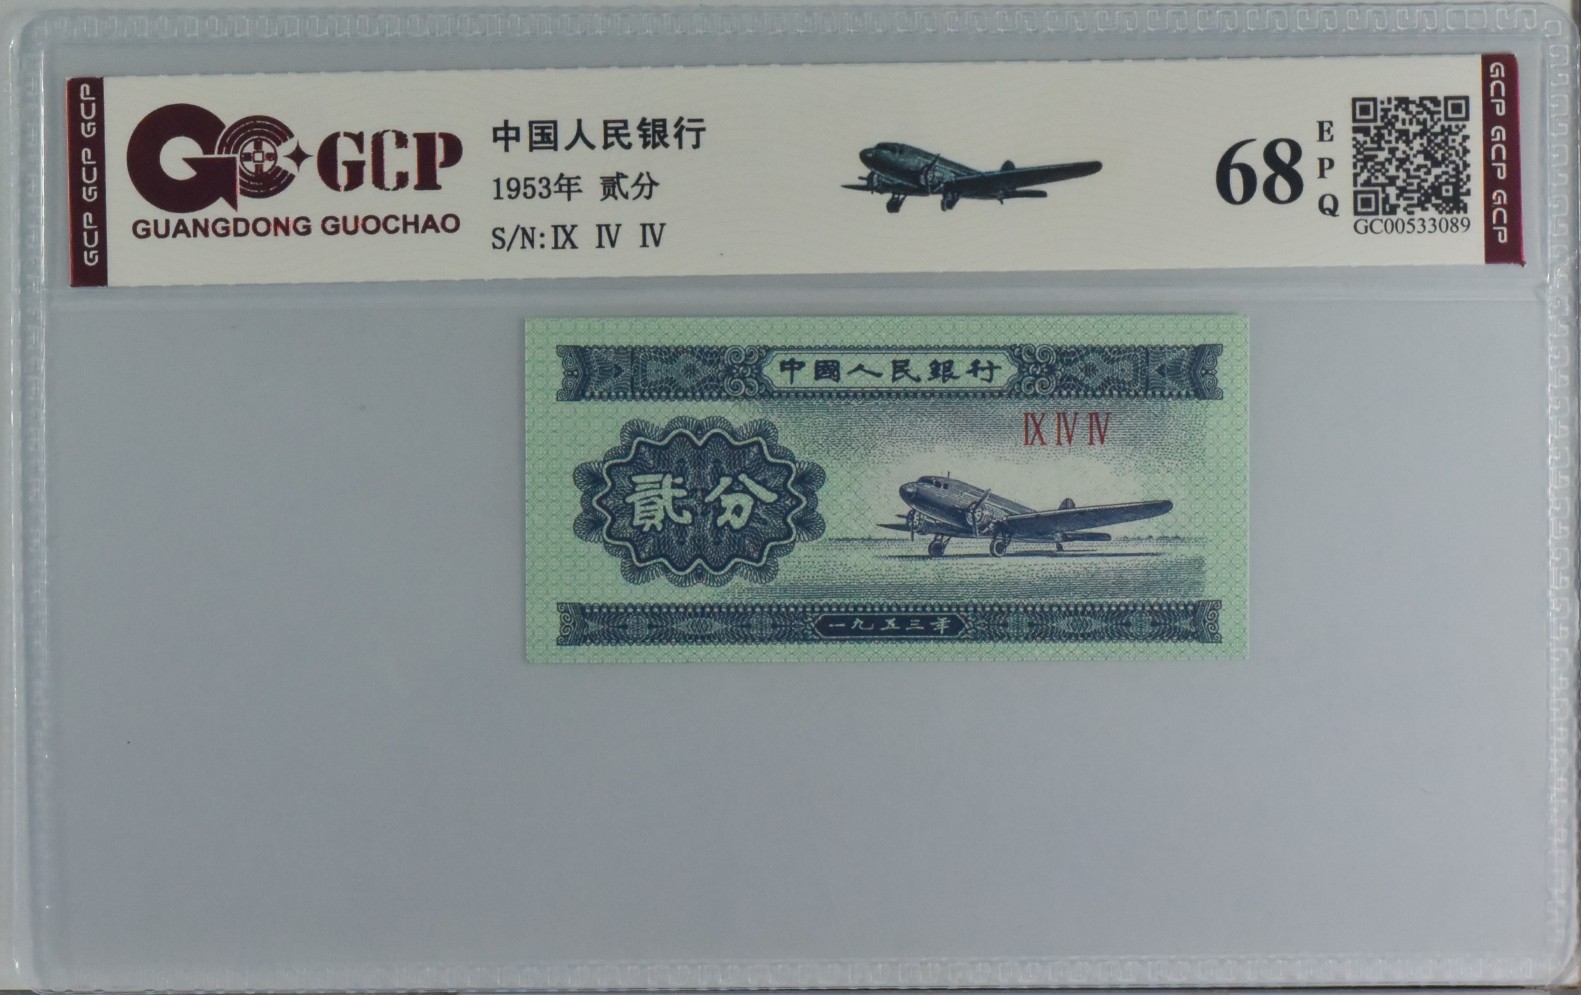 GCP GCP GCP
GCP
GUANGDONG GUOCHAO
中国人民银行
1953年 贰分
S/N:Ⅸ Ⅳ Ⅳ
68
E
P
Q
GC00533089
GCP GCP GCP
中國人民銀行
Ⅸ Ⅳ Ⅳ
貳分
一九五三年